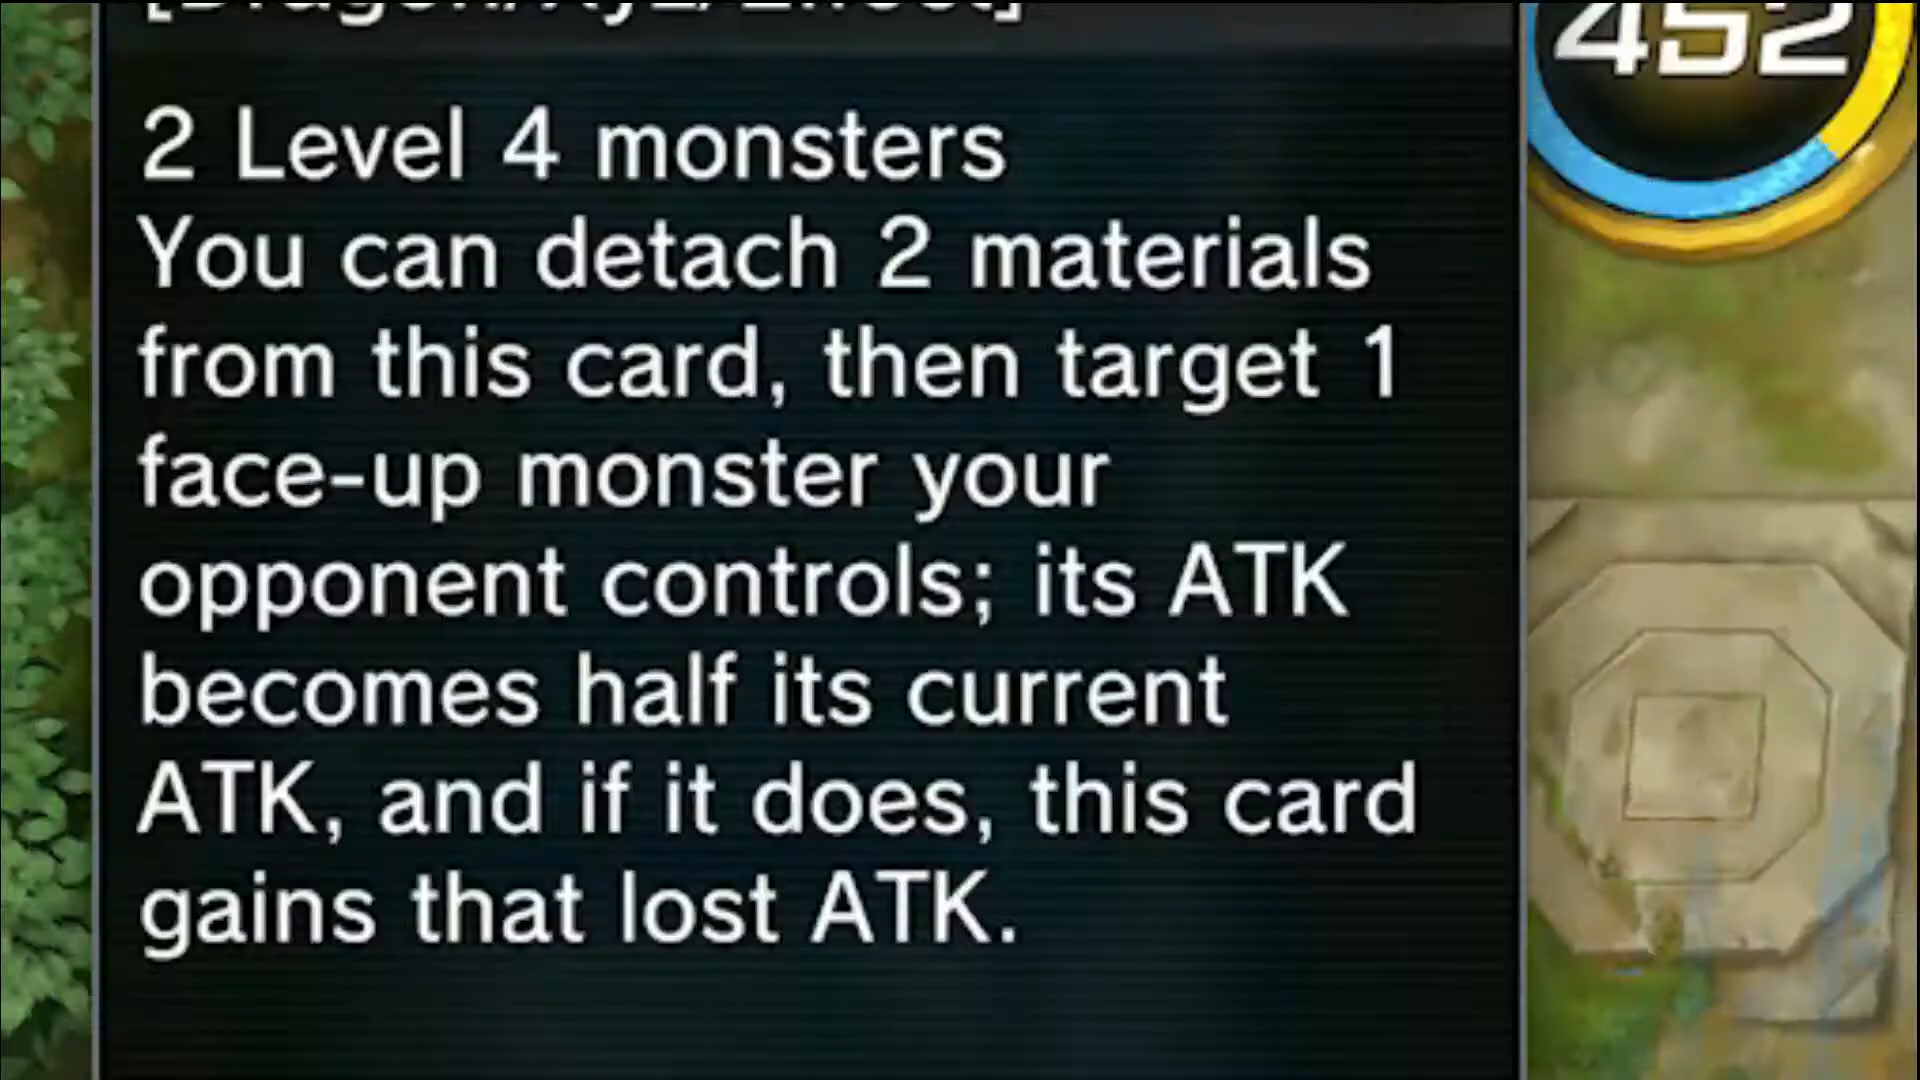 452
2 Level 4 monsters
You can detach 2 materials
from this card, then target 1
face-up monster your
opponent controls; its ATK
becomes half its current
ATK, and if it does, this card
gains that lost ATK.